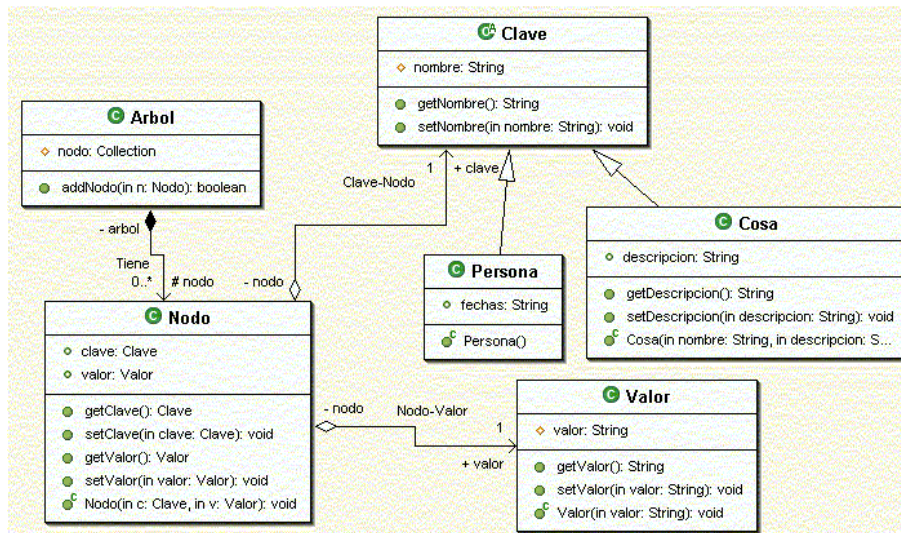 Clave
nombre: String
getNombre(): String
setNombre(in nombre: String): void
Arbol
nodo: Collection
addNodo(in n: Nodo): boolean
1
+ clave
Clave-Nodo
- arbol
Tiene
0..*
# nodo
- nodo
Persona
fechas: String
Persona()
Cosa
descripcion: String
getDescripcion(): String
setDescripcion(in descripcion: String): void
Cosa(in nombre: String, in descripcion: S...
Nodo
clave: Clave
valor: Valor
getClave(): Clave
setClave(in clave: Clave): void
getValor(): Valor
setValor(in valor: Valor): void
Nodo(in c: Clave, in v: Valor): void
- nodo
Nodo-Valor
1
+ valor
Valor
valor: String
getValor(): String
setValor(in valor: String): void
Valor(in valor: String): void